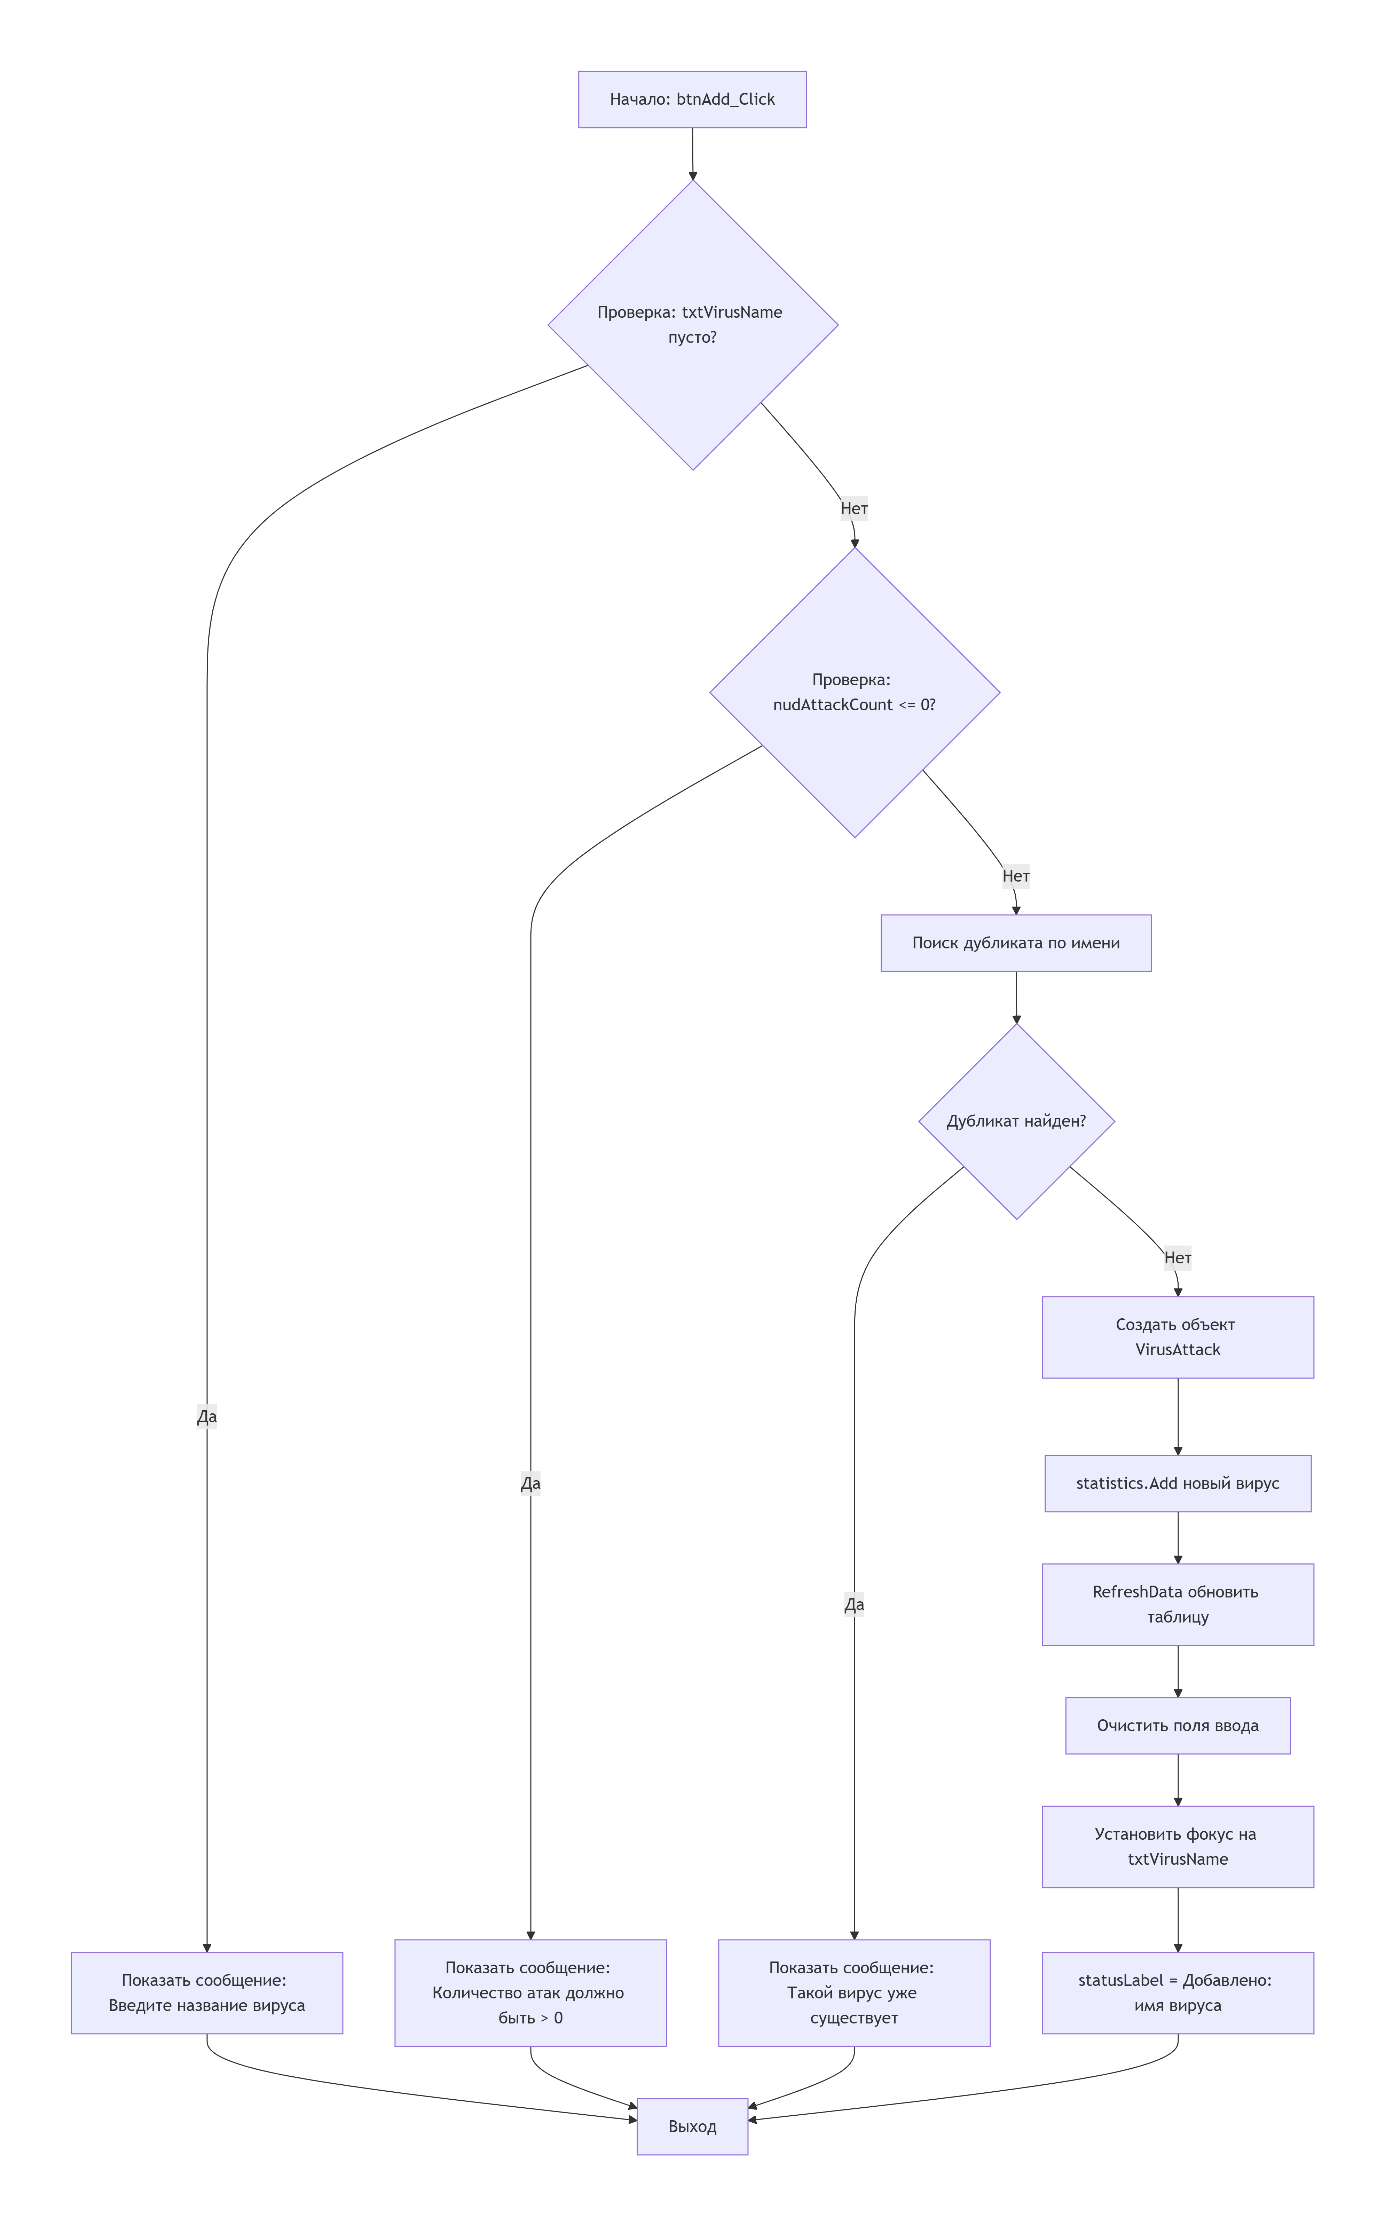 Начало: btnAdd_Click
Проверка: txtVirusName
пусто?
Нет
Проверка:
nudAttackCount <= 0?
Нет
Поиск дубликата по имени
Дубликат найден?
Нет
Создать объект
VirusAttack
Да
Да
statistics.Add новый вирус
Да
RefreshData обновить
таблицу
Очистить поля ввода
Установить фокус на
txtVirusName
Показать сообщение:
Введите название вируса
Показать сообщение:
Количество атак должно
быть > 0
Показать сообщение:
Такой вирус уже
существует
statusLabel = Добавлено:
имя вируса
Выход